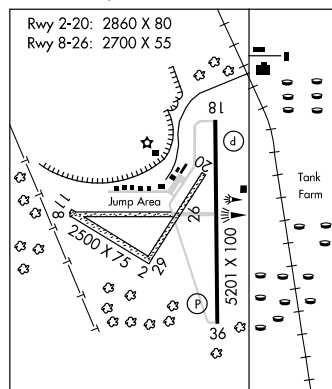 Rwy 2-20: 2860 X 80
Rwy 8-26: 2700 X 55
18
P
20
Tank
Farm
Jump Area
11
8
26
2500 X 75
2
29
5201 X 100
P
36